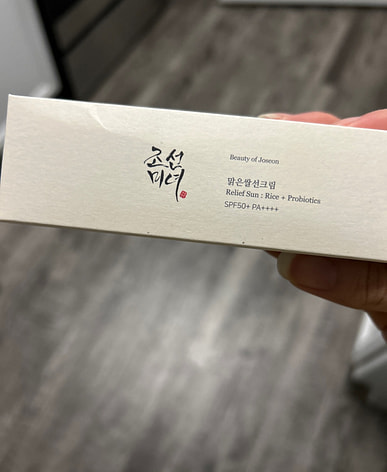 조선
미녀
Beauty of Joseon
맑은쌀선크림
Relief Sun : Rice + Probiotics
SPF50+ PA++++